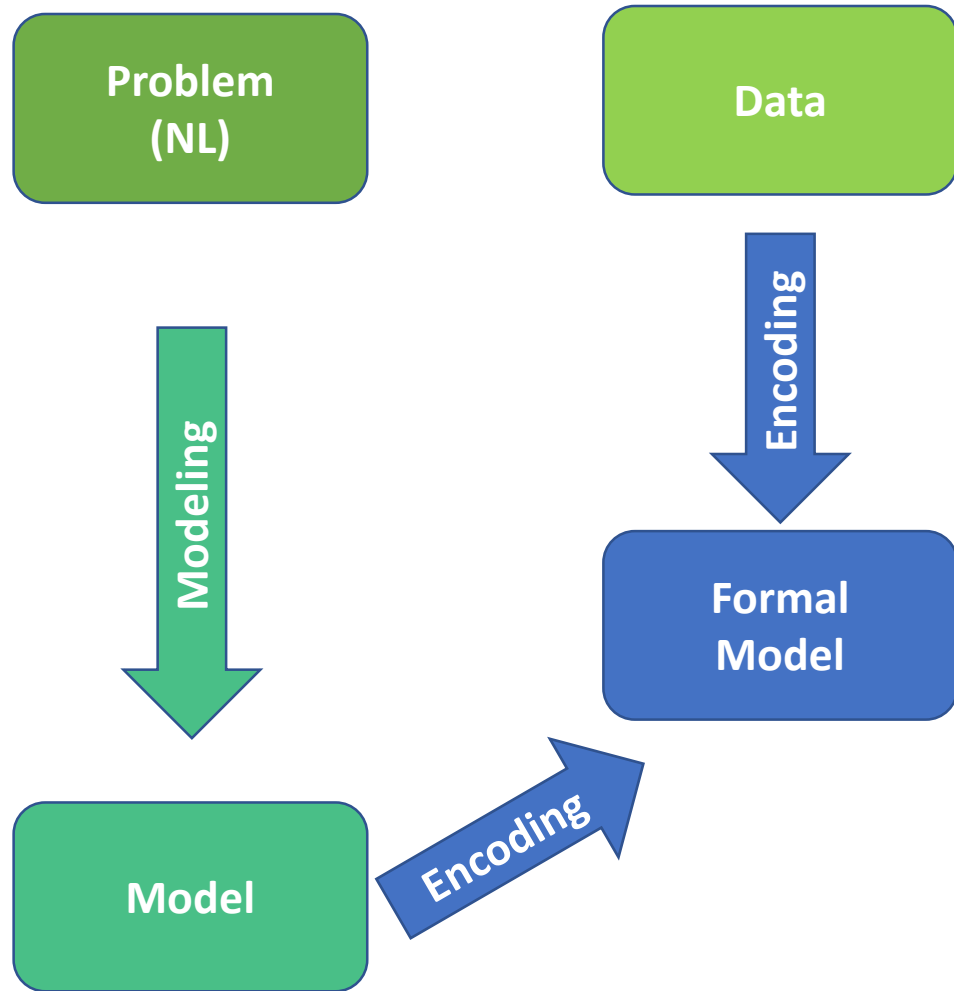 Problem
(NL)
Data
Encoding
Modeling
Formal
Model
Encoding
Model